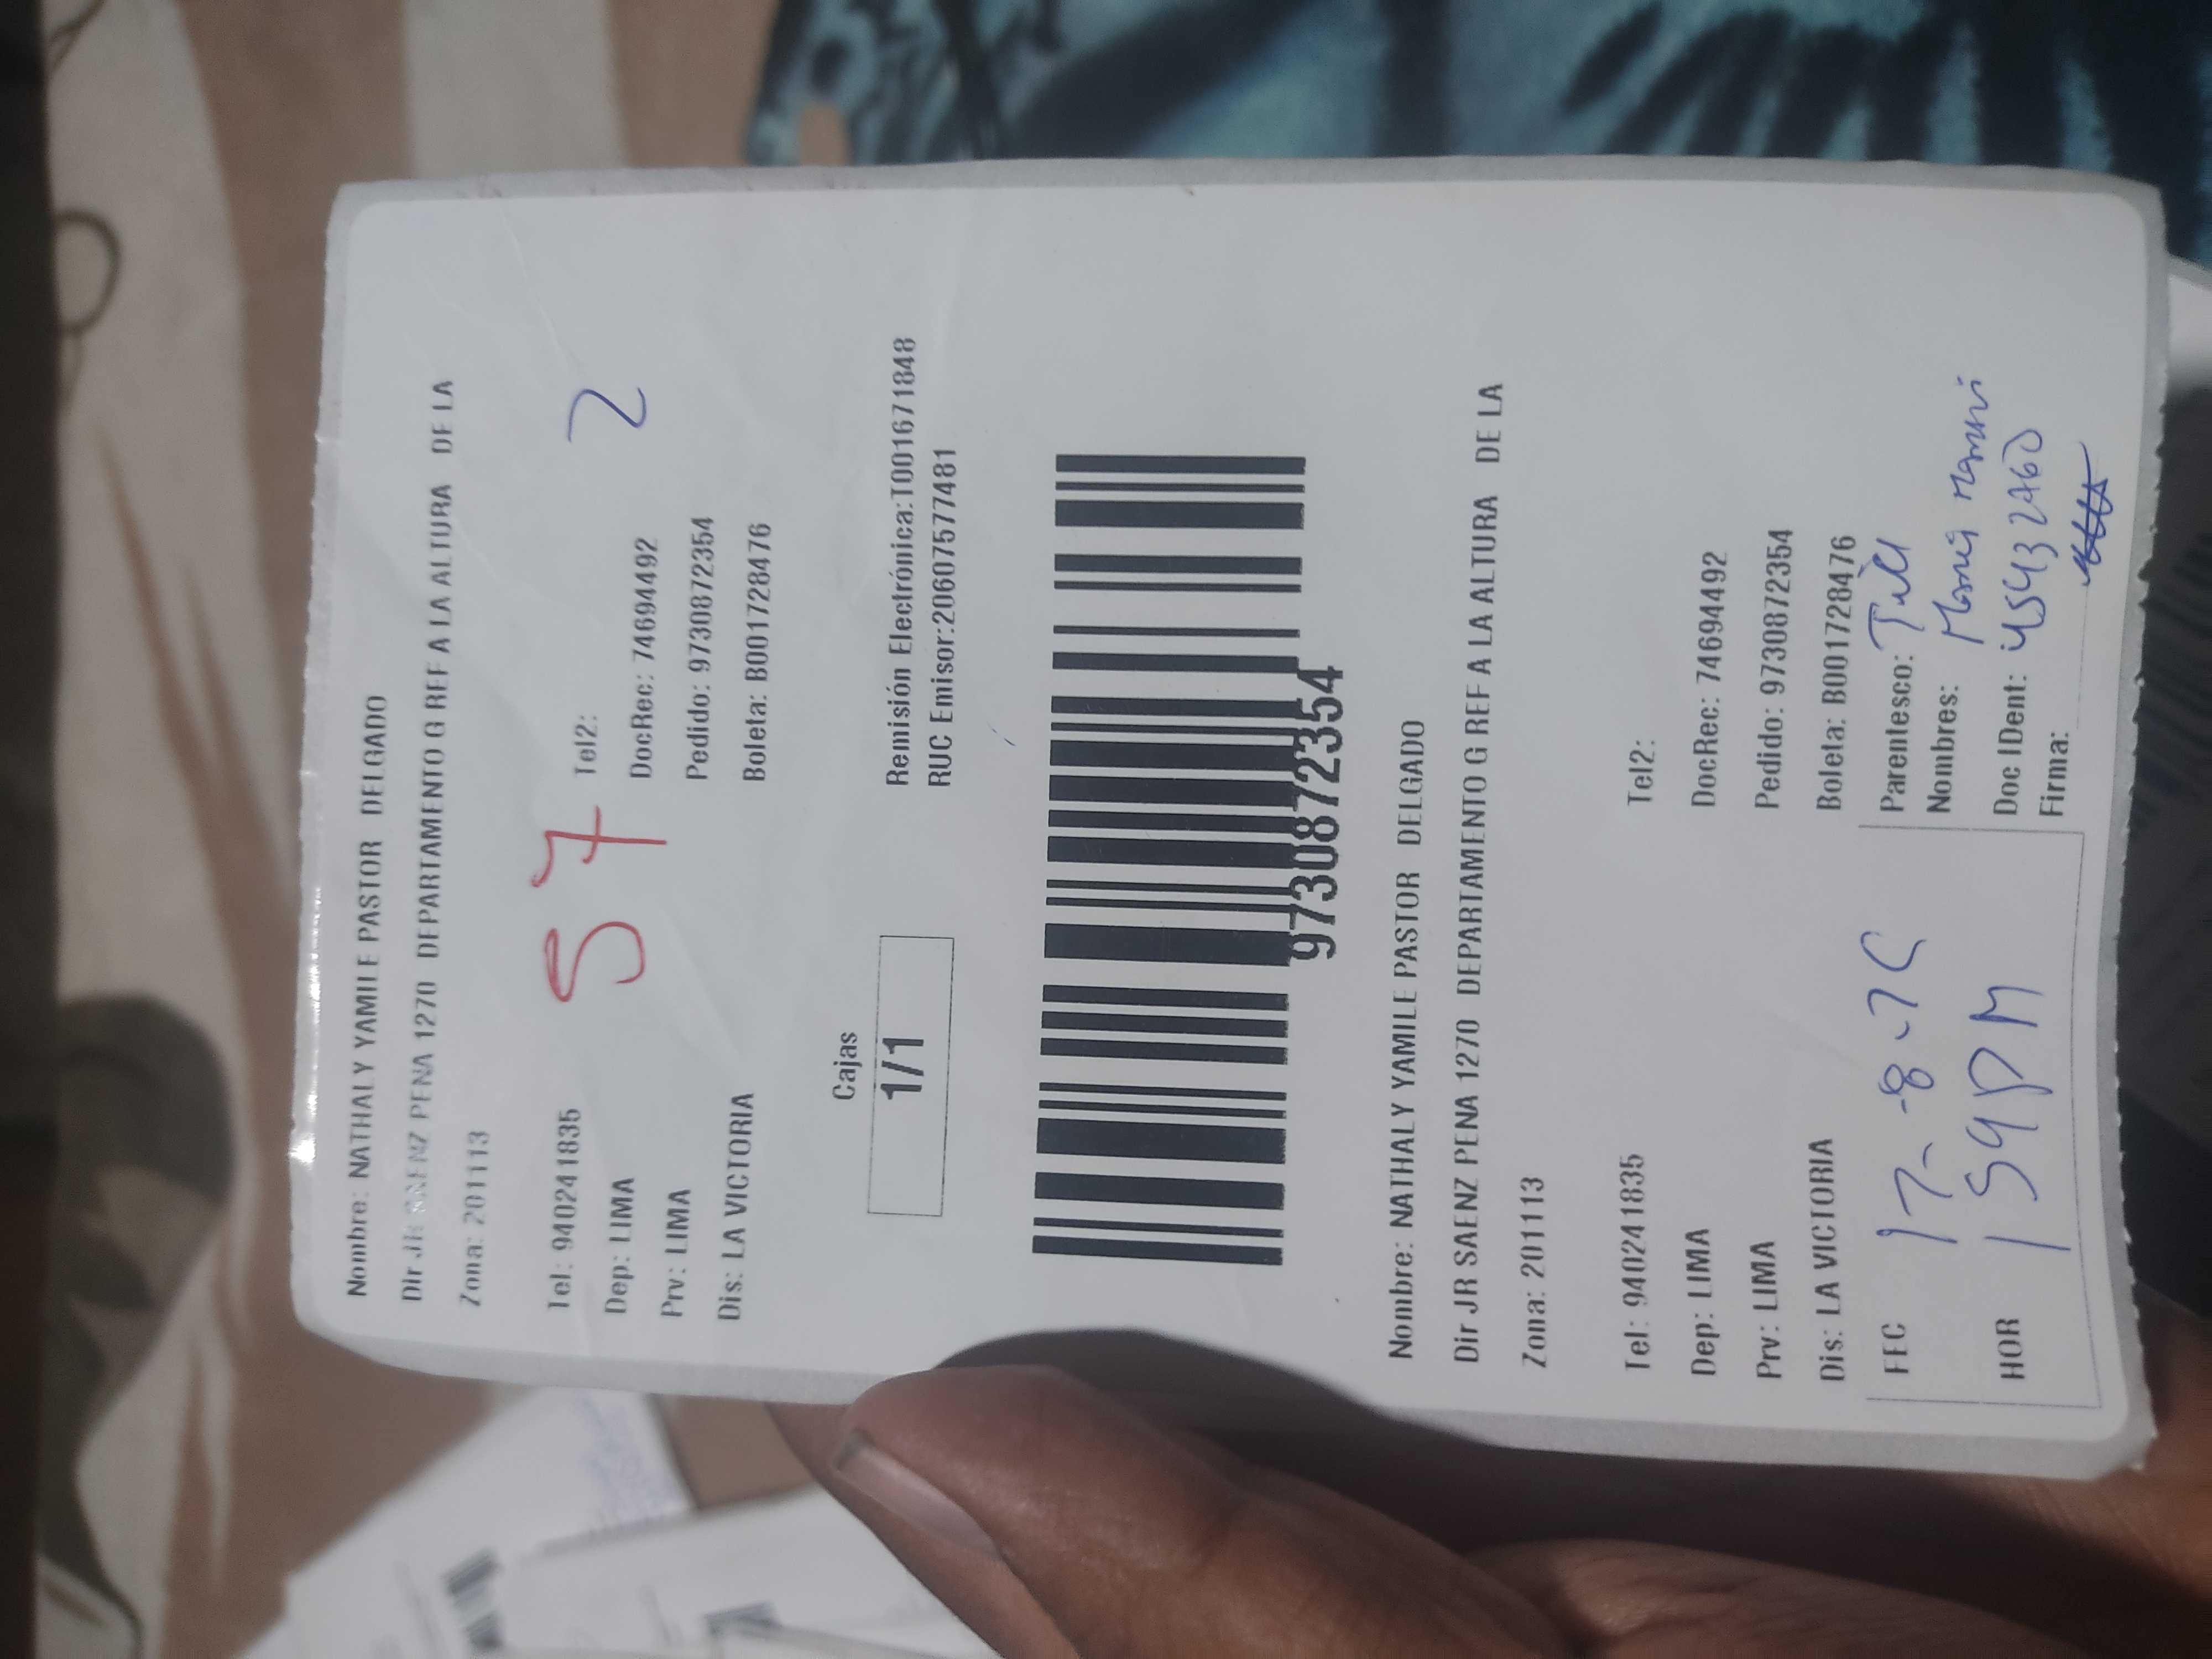 Nombre: NATHALY YAMILE PASTOR DELGADO
Dir JR SAENZ PENA 1270 DEPARTAMENTO G REF A LA ALTURA DE LA
Zona: 201113
57
2
Tel: 940241835 Tel2:
Dep: LIMA DocRec: 74694492
Prv: LIMA Pedido: 9730872354
Dis: LA VICTORIA Boleta: B001728476
Cajas
1/1
Remisión Electrónica:T001671848
RUC Emisor:20607577481
9730872354
Nombre: NATHALY YAMILE PASTOR DELGADO
Dir JR SAENZ PENA 1270 DEPARTAMENTO G REF A LA ALTURA DE LA
Zona: 201113
Tel: 940241835 Tel2:
Dep: LIMA DocRec: 74694492
Prv: LIMA Pedido: 9730872354
Dis: LA VICTORIA Boleta: B001728476
FEC
HOR
Parentesco:
Nombres:
Doc IDent: 45432460
Firma: